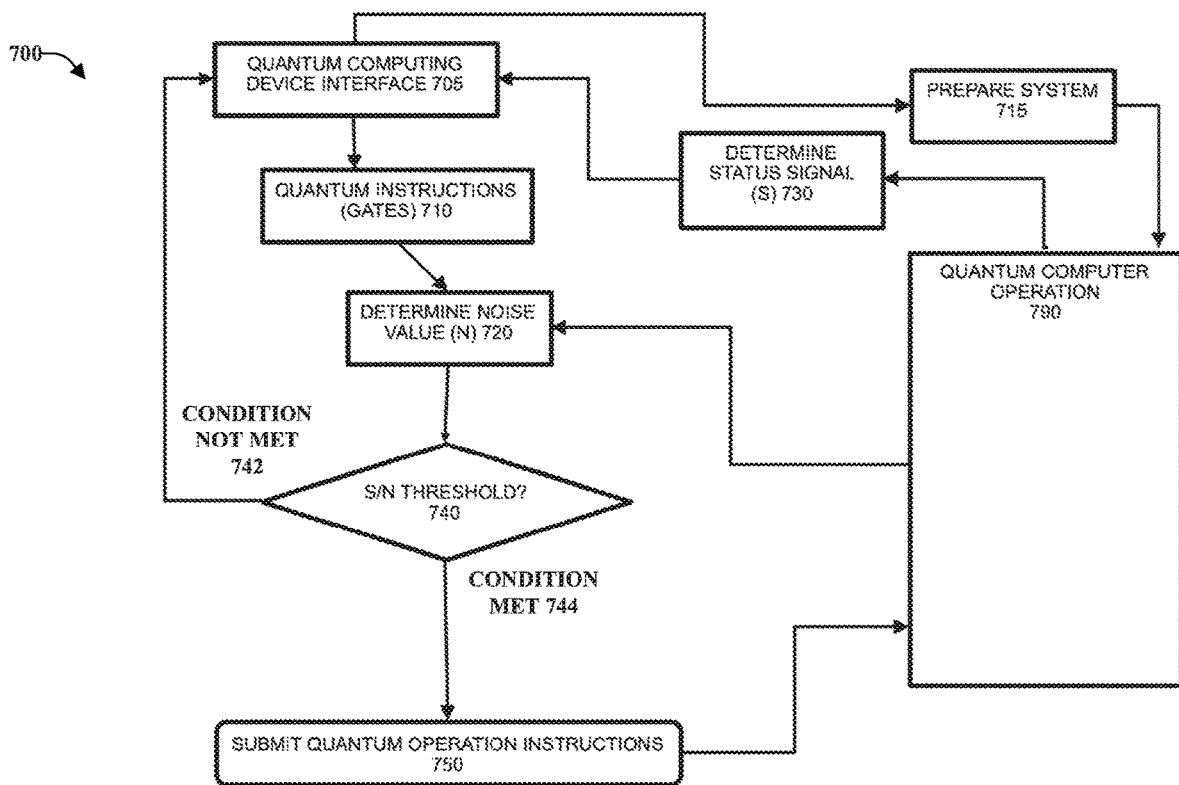 700
QUANTUM COMPUTING
DEVICE INTERFACE 705
PREPARE SYSTEM
715
DETERMINE
STATUS SIGNAL
(S) 730
QUANTUM INSTRUCTIONS
(GATES) 710
QUANTUM COMPUTER
OPERATION
790
DETERMINE NOISE
VALUE (N) 720
CONDITION
NOT MET
742
S/N THRESHOLD?
740
CONDITION
MET 744
SUBMIT QUANTUM OPERATION INSTRUCTIONS
750